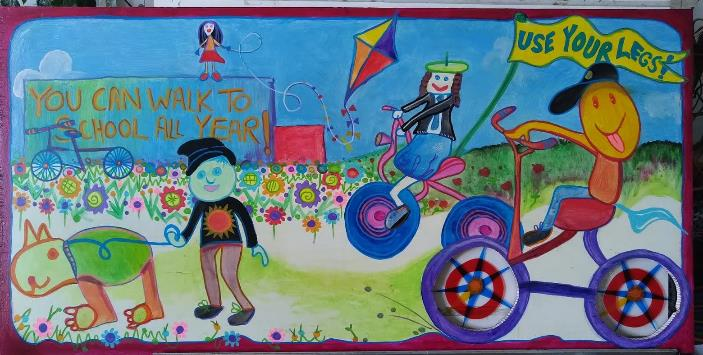 YOU CAN WALK TO
SCHOOL ALL YEAR!
USE YOUR LEGS!